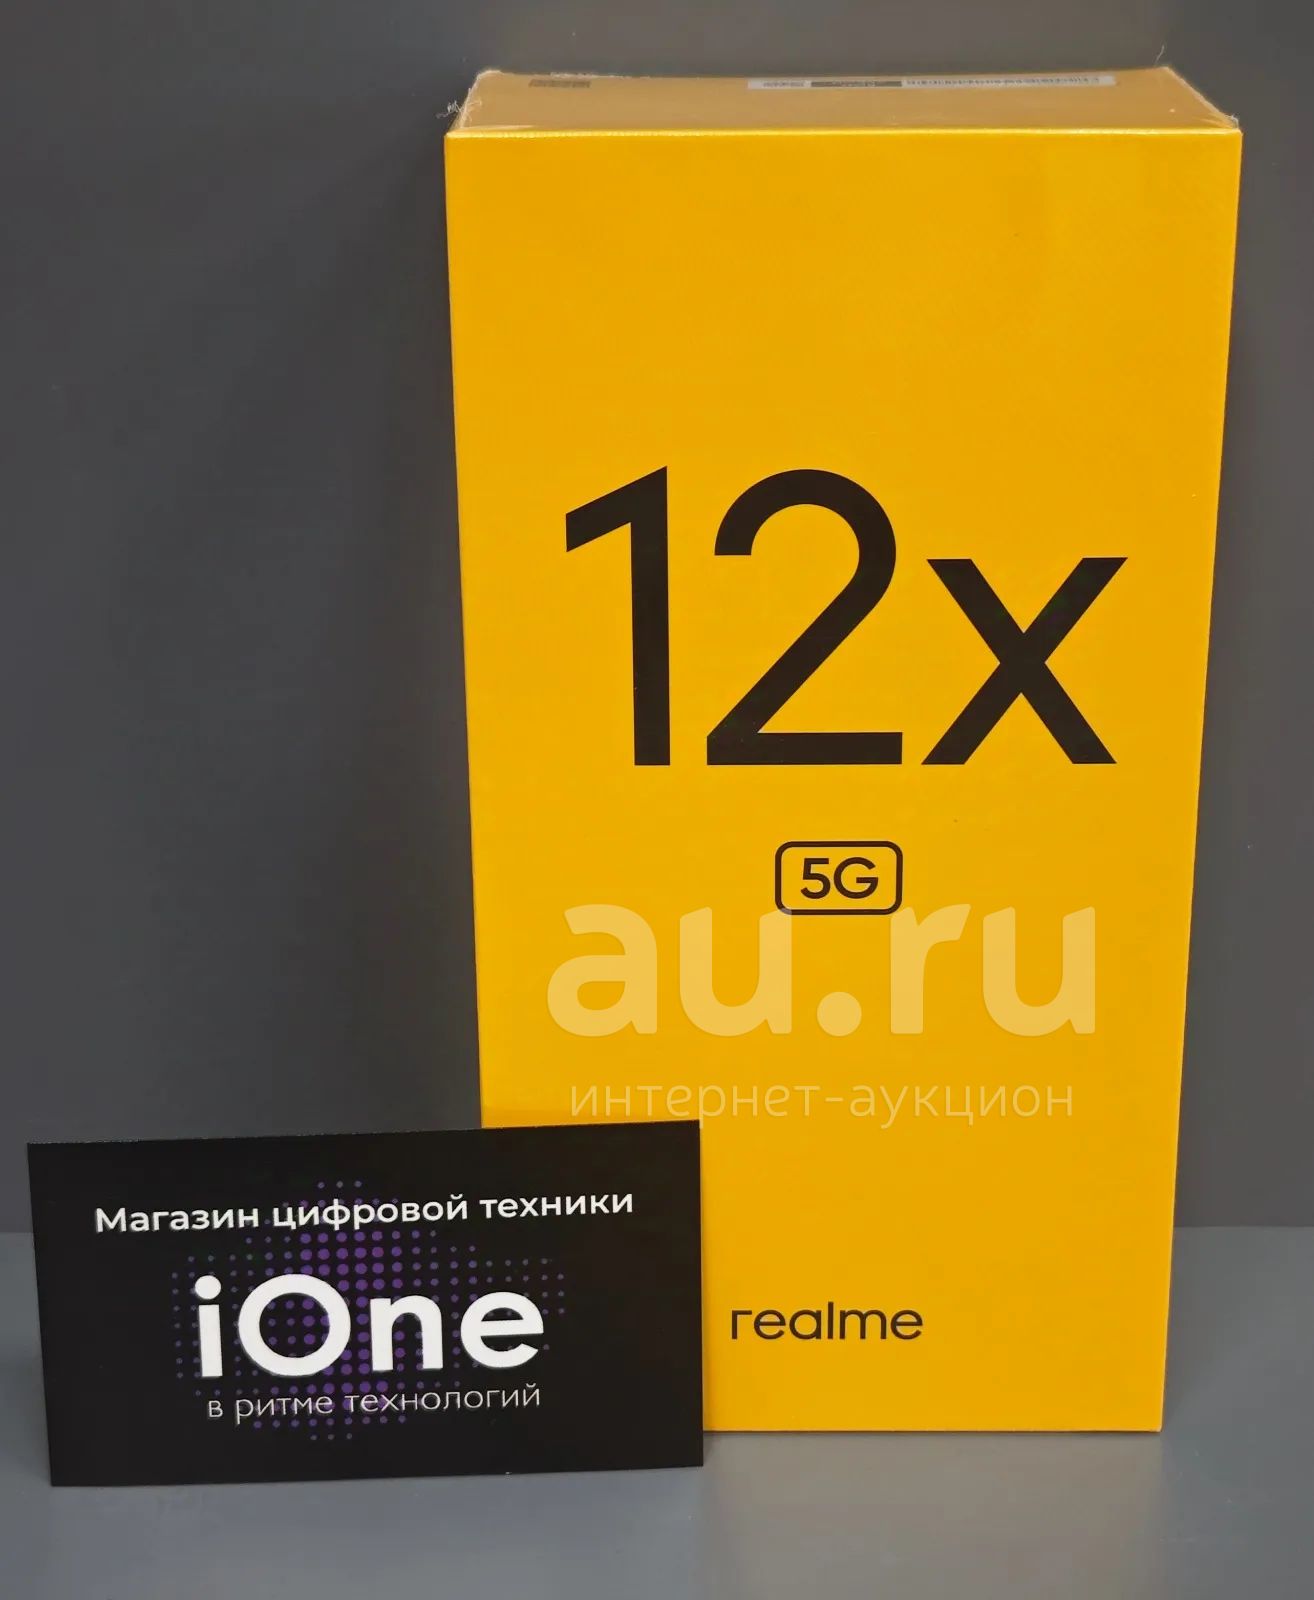 12x
5G
au.ru
интернет-аукцион
Магазин цифровой техники
iOne
в ритме технологий
realme